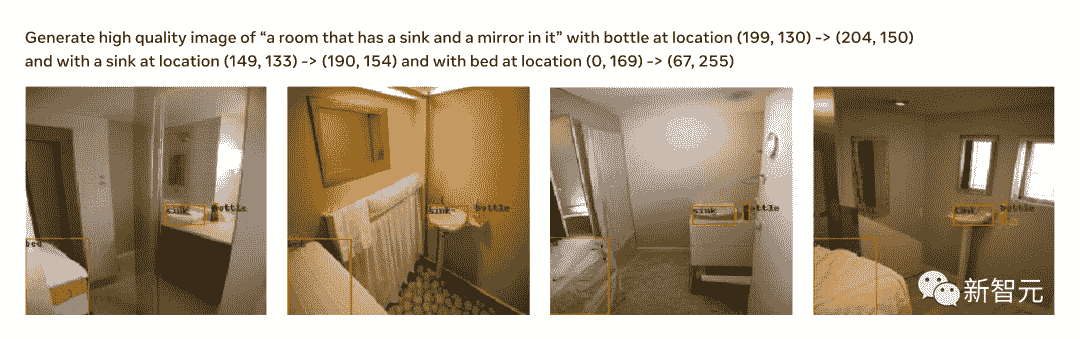 Generate high quality image of “a room that has a sink and a mirror in it” with bottle at location (199, 130) -> (204, 150)
and with a sink at location (149, 133) -> (190, 154) and with bed at location (0, 169) -> (67, 255)
bed
sink
bottle
bed
sink
bottle
sink
bottle
sink
bottle
新智元